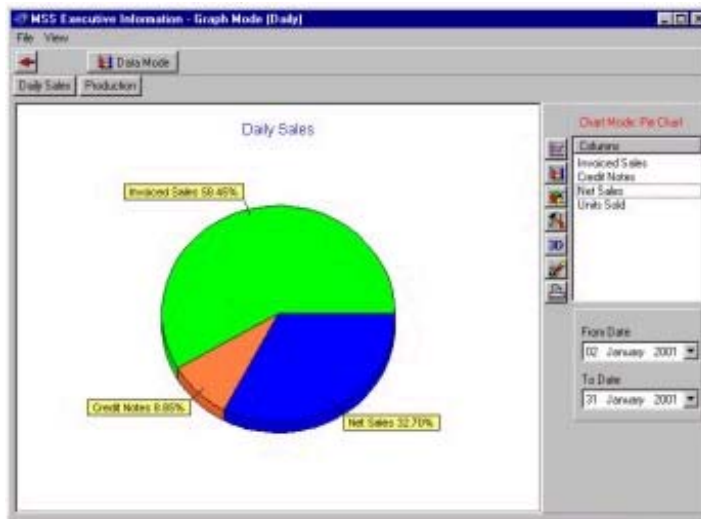 MSS Executive Information - Graph Mode (Daily)
File View
Data Mode
Daily Sales Production
Daily Sales
Chart Mode: Pie Chart
Columns
Invoiced Sales
Credit Notes
Net Sales
Units Sold
3D
Invoiced Sales 58.45%
Credit Notes 8.85%
Net Sales 32.70%
From Date
02 January 2001
To Date
31 January 2001